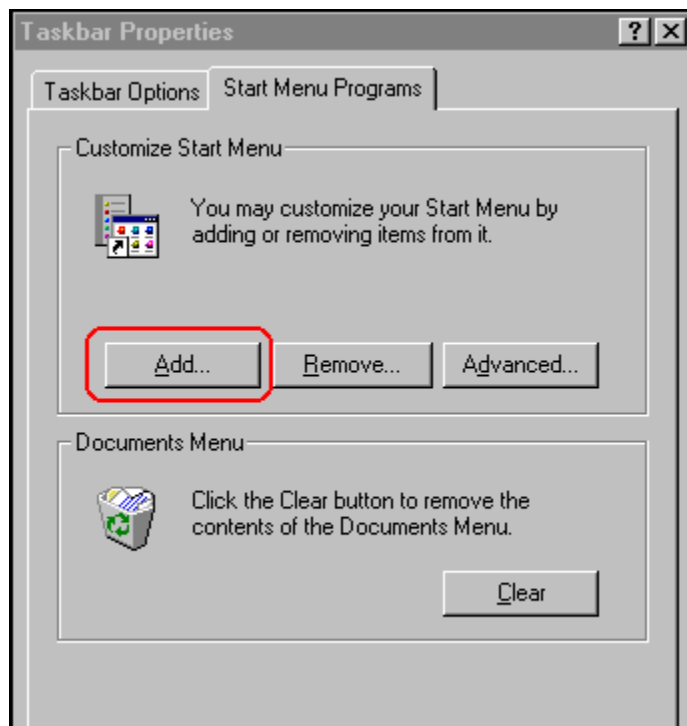 Taskbar Properties
Taskbar Options
Start Menu Programs
Customize Start Menu
You may customize your Start Menu by
adding or removing items from it.
Add...
Remove...
Advanced...
Documents Menu
Click the Clear button to remove the
contents of the Documents Menu.
Clear